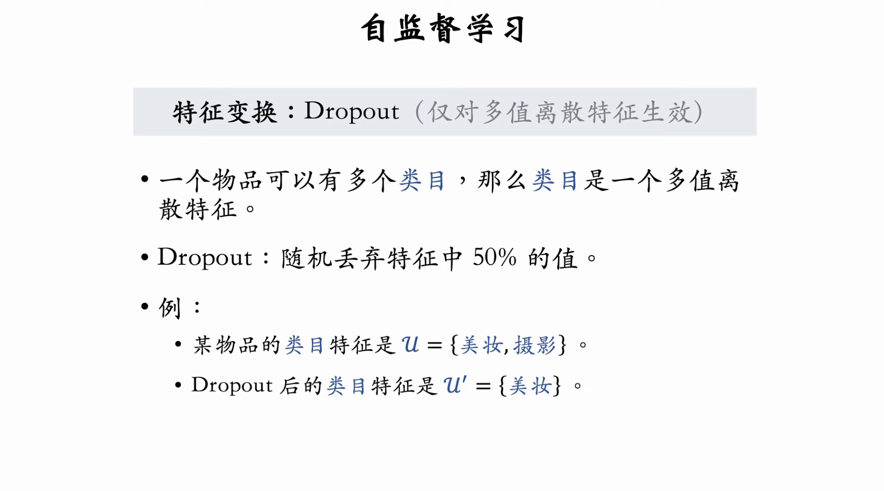 自监督学习
特征变换：Dropout（仅对多值离散特征生效）
• 一个物品可以有多个类目，那么类目是一个多值离
散特征。
• Dropout：随机丢弃特征中 50% 的值。
• 例：
• 某物品的类目特征是 𝒰 = {美妆, 摄影} 。
• Dropout 后的类目特征是 𝒰′ = {美妆} 。